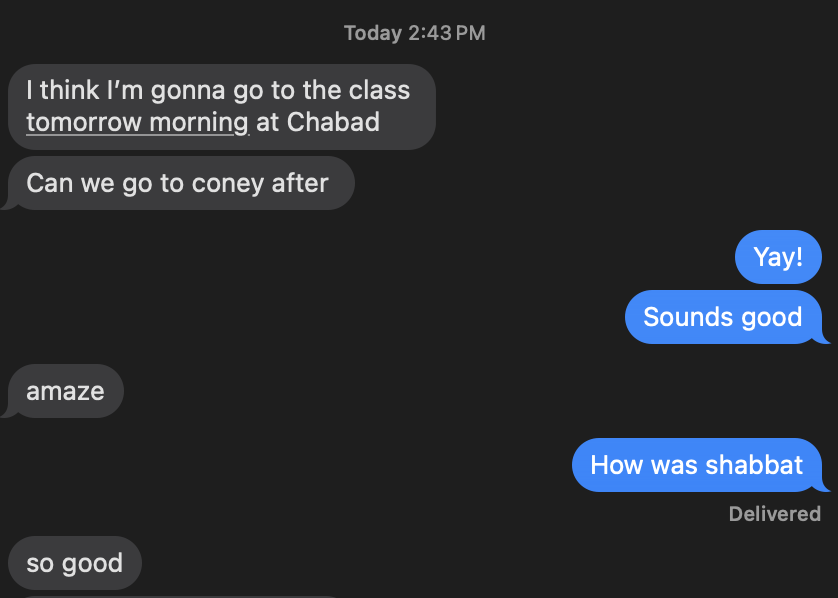 Today 2:43 PM
I think I’m gonna go to the class
tomorrow morning at Chabad
Can we go to coney after
Yay!
Sounds good
amaze
How was shabbat
Delivered
so good